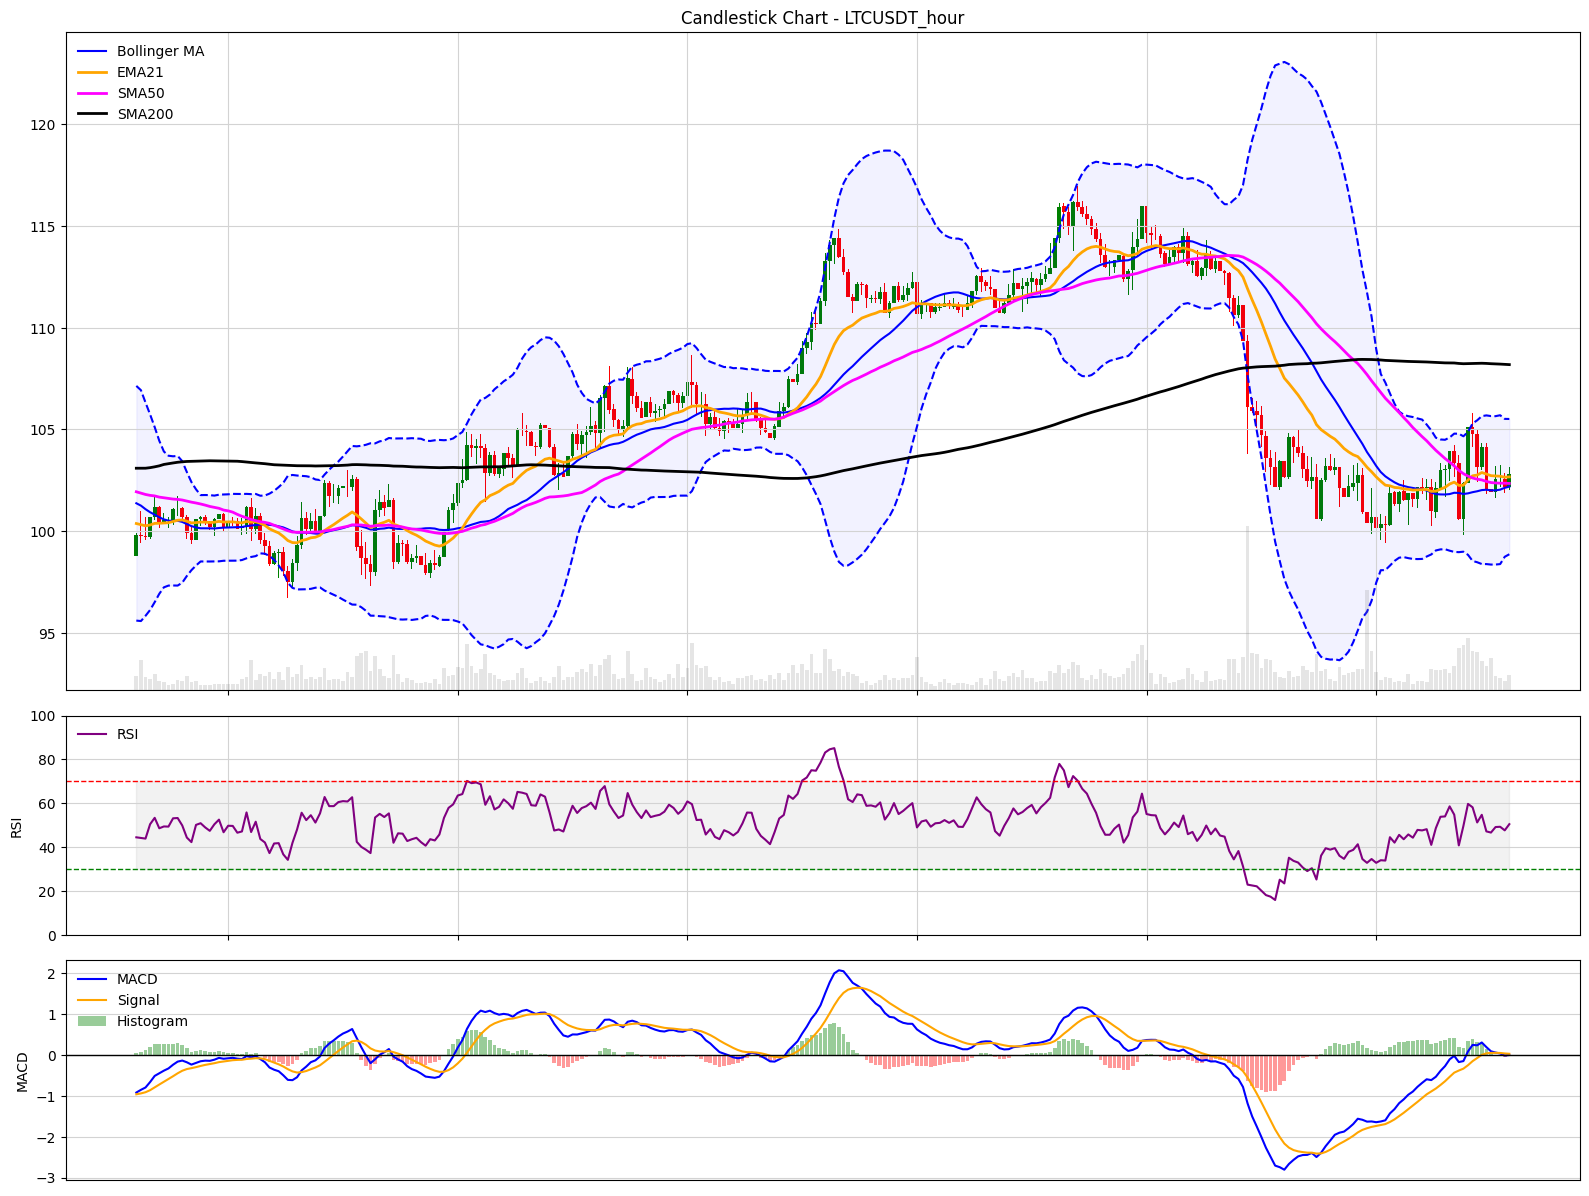 Candlestick Chart - LTCUSDT_hour
Bollinger MA
EMA21
SMA50
SMA200
120
115
110
105
100
95
RSI
100
80
60
40
20
0
RSI
MACD
Signal
Histogram
2
1
0
−1
−2
−3
MACD